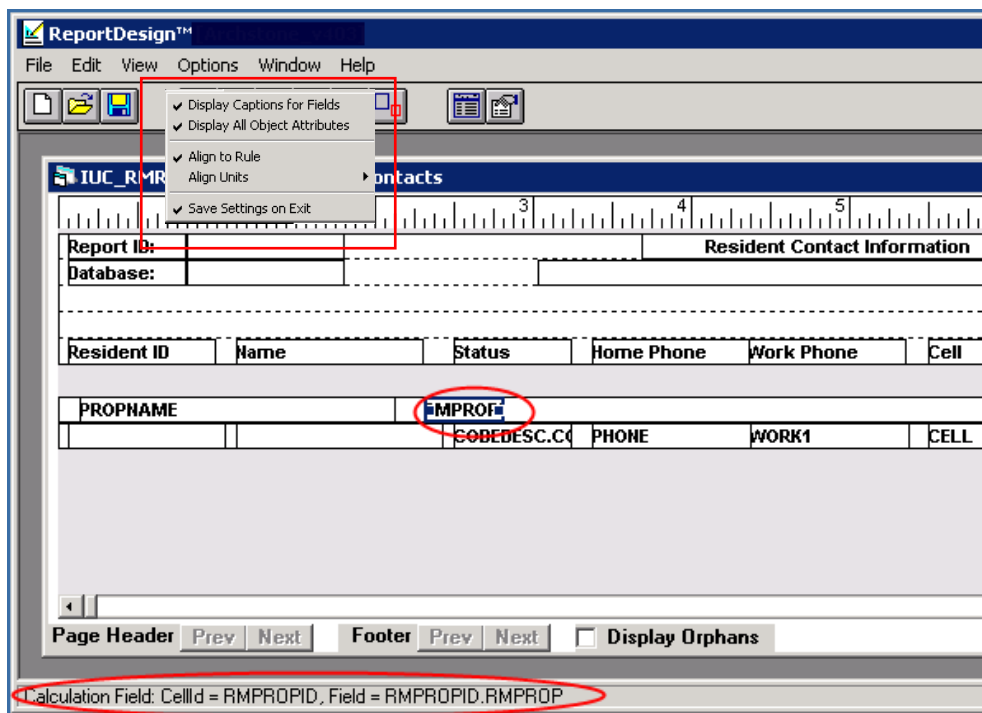 ReportDesign™
File Edit View Options Window Help
Display Captions for Fields
Display All Object Attributes
Align to Rule
Align Units
Save Settings on Exit
IUC_RMR ontacts
3 4 5
Report ID: Resident Contact Information
Database:
Resident ID Name Status Home Phone Work Phone Cell
PROPNAME MPROP
CODEDESC.CO PHONE WORK1 CELL
Page Header Prev Next Footer Prev Next Display Orphans
Calculation Field: CellId = RMPROPID, Field = RMPROPID.RMPROP